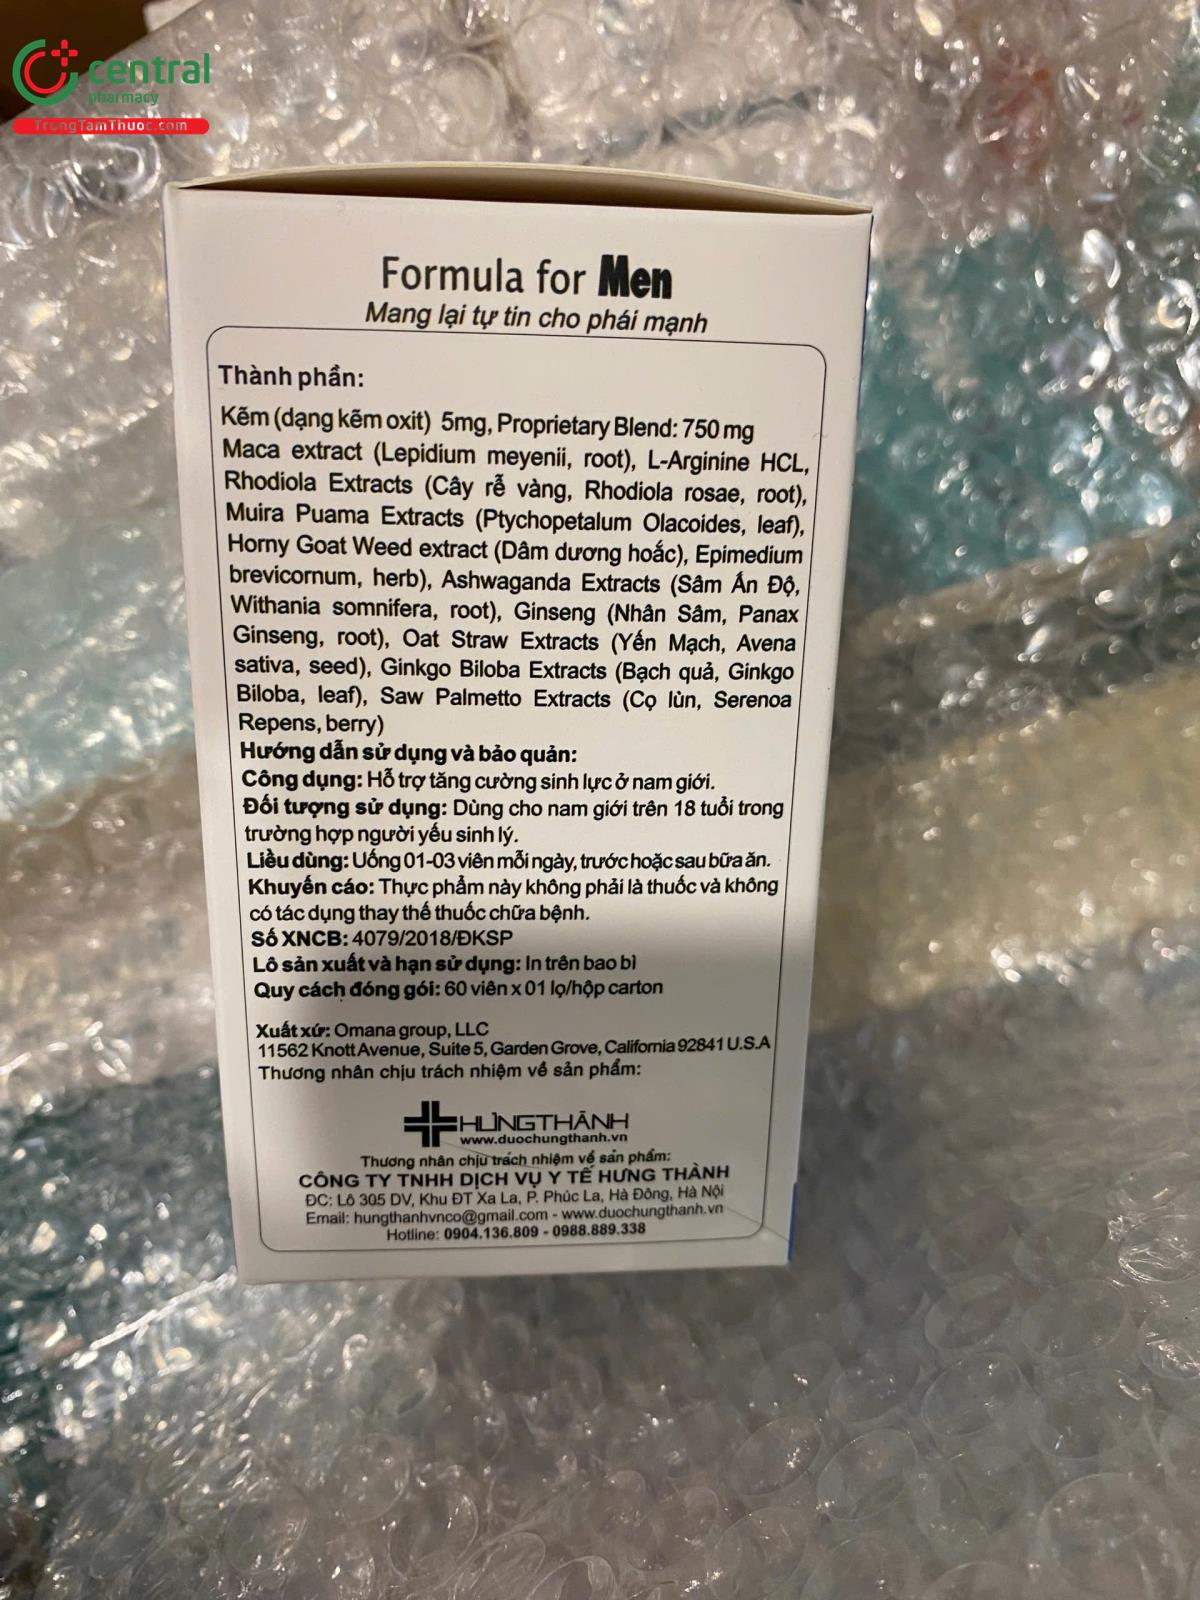 central
pharmacy
TrungTamThuoc.com
Formula for Men
Mang lại tự tin cho phái mạnh
Thành phần:
Kẽm (dạng kẽm oxit) 5mg, Proprietary Blend: 750 mg
Maca extract (Lepidium meyenii, root), L-Arginine HCL,
Rhodiola Extracts (Cây rễ vàng, Rhodiola rosae, root),
Muira Puama Extracts (Ptychopetalum Olacoides, leaf),
Horny Goat Weed extract (Dâm dương hoắc), Epimedium
brevicornum, herb), Ashwaganda Extracts (Sâm Ấn Độ,
Withania somnifera, root), Ginseng (Nhân Sâm, Panax
Ginseng, root), Oat Straw Extracts (Yến Mạch, Avena
sativa, seed), Ginkgo Biloba Extracts (Bạch quả, Ginkgo
Biloba, leaf), Saw Palmetto Extracts (Cọ lùn, Serenoa
Repens, berry)
Hướng dẫn sử dụng và bảo quản:
Công dụng: Hỗ trợ tăng cường sinh lực ở nam giới.
Đối tượng sử dụng: Dùng cho nam giới trên 18 tuổi trong
trường hợp người yếu sinh lý.
Liều dùng: Uống 01-03 viên mỗi ngày, trước hoặc sau bữa ăn.
Khuyến cáo: Thực phẩm này không phải là thuốc và không
có tác dụng thay thế thuốc chữa bệnh.
Số XNCB: 4079/2018/ĐKSP
Lô sản xuất và hạn sử dụng: In trên bao bì
Quy cách đóng gói: 60 viên x 01 lọ/hộp carton
Xuất xứ: Omana group, LLC
11562 Knott Avenue, Suite 5, Garden Grove, California 92841 U.S.A
Thương nhân chịu trách nhiệm về sản phẩm:
HƯNGTHÀNH
www.duochungthanh.vn
Thương nhân chịu trách nhiệm về sản phẩm:
CÔNG TY TNHH DỊCH VỤ Y TẾ HƯNG THÀNH
ĐC: Lô 305 DV, Khu ĐT Xa La, P. Phúc La, Hà Đông, Hà Nội
Email: hungthanhvnco@gmail.com - www.duochungthanh.vn
Hotline: 0904.136.809 - 0988.889.338